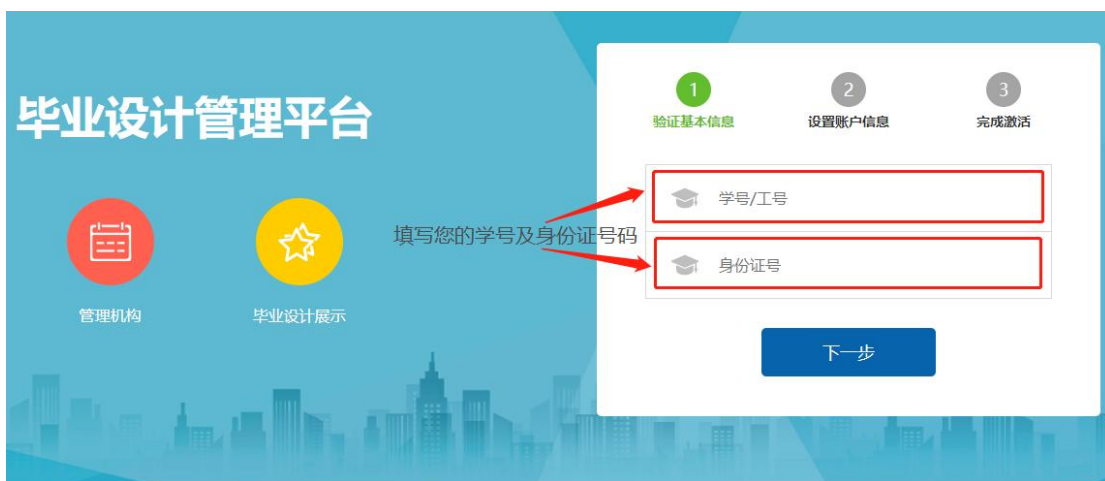 毕业设计管理平台
管理机构
毕业设计展示
填写您的学号及身份证号码
1
验证基本信息
2
设置账户信息
3
完成激活
学号/工号
身份证号
下一步